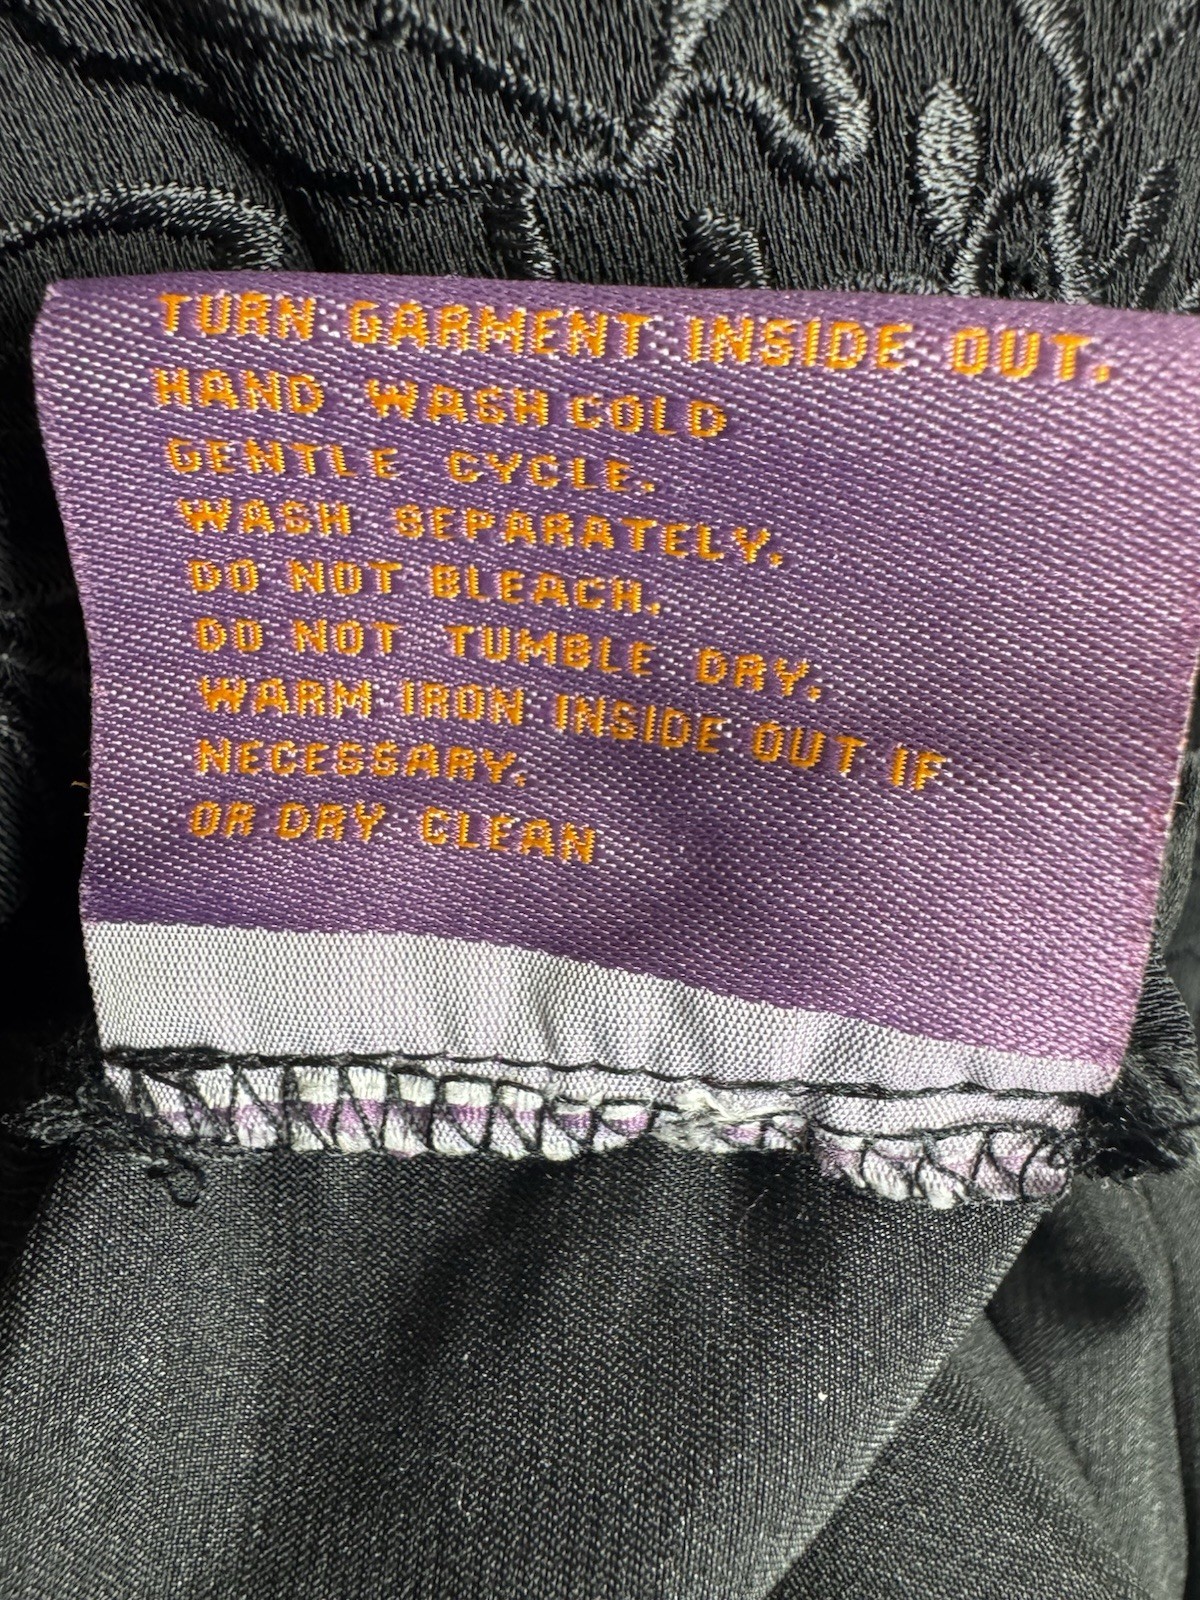 TURN GARMENT INSIDE OUT.
HAND WASH COLD
GENTLE CYCLE.
WASH SEPARATELY.
DO NOT BLEACH.
DO NOT TUMBLE DRY.
WARM IRON INSIDE OUT IF
NECESSARY.
OR DRY CLEAN